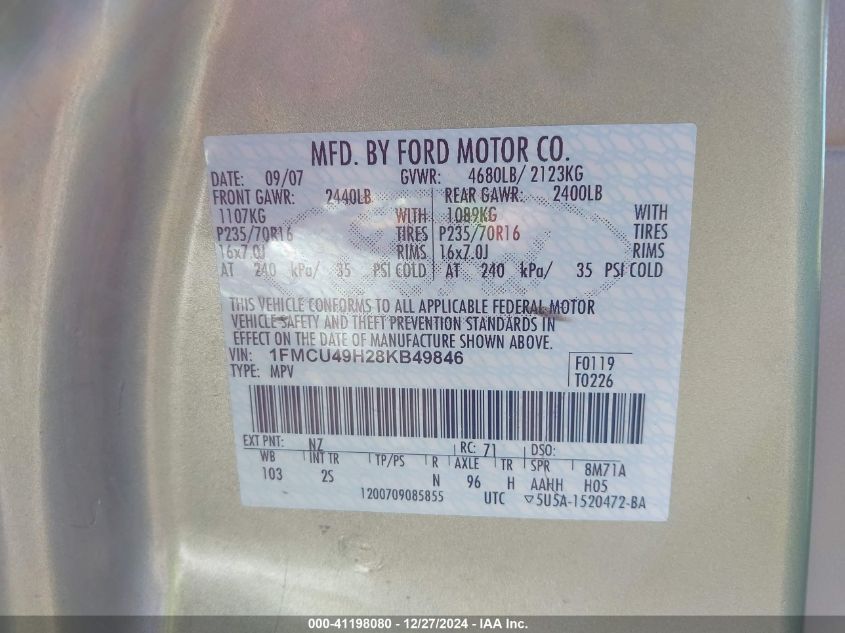 MFD. BY FORD MOTOR CO.
DATE: 09/07 GVWR: 4680LB/ 2123KG
FRONT GAWR: 2440LB REAR GAWR: 2400LB
1107KG WITH 1089KG WITH
P235/70R16 TIRES P235/70R16 TIRES
16x7.0J RIMS 16x7.0J RIMS
AT 240 kPa/ 35 PSI COLD AT 240 kPa/ 35 PSI COLD
THIS VEHICLE CONFORMS TO ALL APPLICABLE FEDERAL MOTOR
VEHICLE SAFETY AND THEFT PREVENTION STANDARDS IN
EFFECT ON THE DATE OF MANUFACTURE SHOWN ABOVE.
VIN: 1FMCU49H28KB49846 F0119
TYPE: MPV T0226
EXT PNT: NZ RC: 71 DSO:
WB INT TR TP/PS R AXLE TR SPR 8M71A
103 2S N 96 H AAHH H05
1200709085855 UTC ▽5U5A-1520472-BA
000-41198080 - 12/27/2024 - IAA Inc.